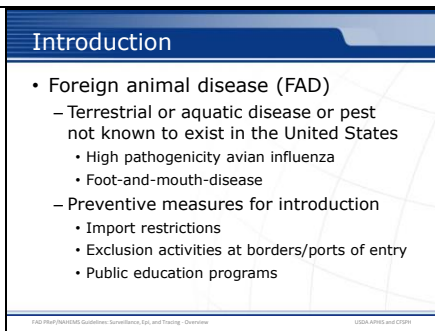 Introduction
• Foreign animal disease (FAD)
– Terrestrial or aquatic disease or pest
not known to exist in the United States
• High pathogenicity avian influenza
• Foot-and-mouth-disease
– Preventive measures for introduction
• Import restrictions
• Exclusion activities at borders/ports of entry
• Public education programs
FAD PReP/NAHEMS Guidelines: Surveillance, Epi, and Tracing - Overview
USDA APHIS and CFSPH